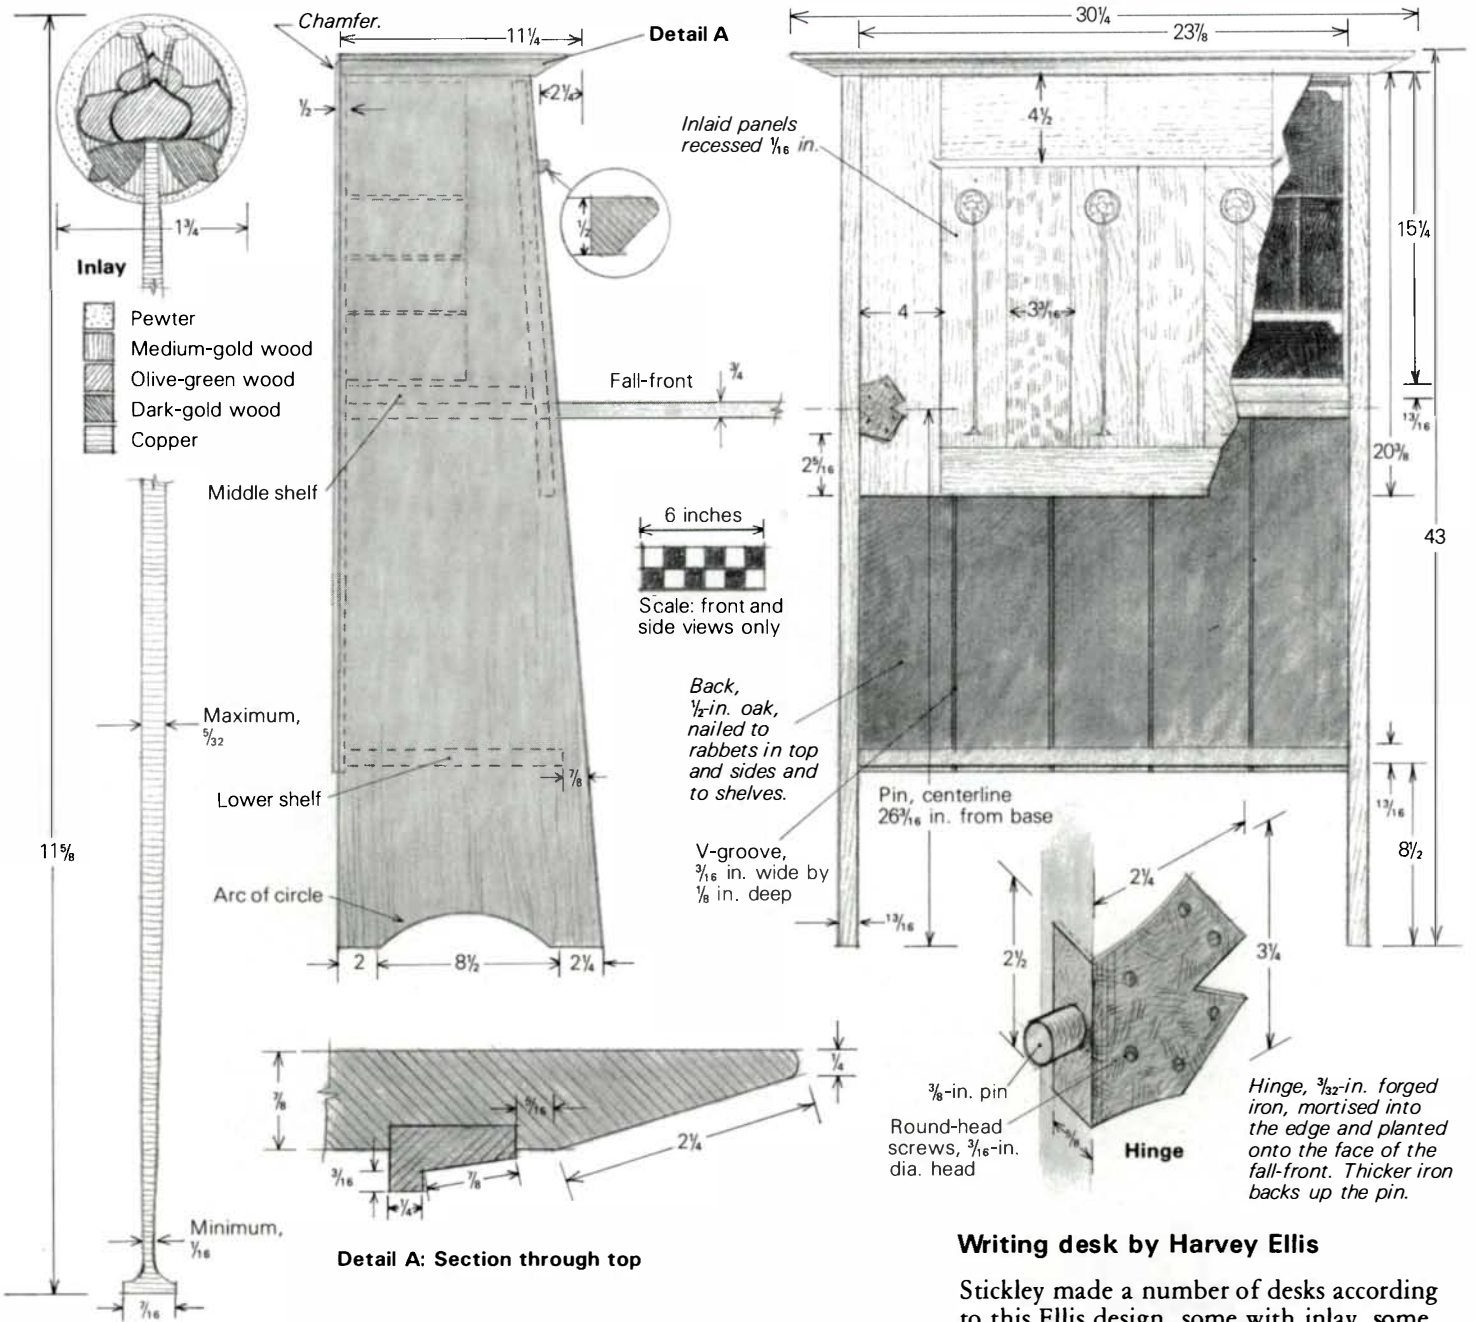 Chamfer.
11¼
Detail A
30¼
23⅞
½
2¼
4½
Inlaid panels
recessed 1/16 in.
1¾
½
15¼
Inlay
Pewter
Medium-gold wood
Olive-green wood
Dark-gold wood
Copper
4
3 3/16
Fall-front
¾
13/16
2 5/16
20⅜
Middle shelf
6 inches
43
Scale: front and
side views only
Back,
½-in. oak,
nailed to
rabbets in top
and sides and
to shelves.
Maximum,
5/32
Lower shelf
⅞
Pin, centerline
26 3/16 in. from base
13/16
11⅝
V-groove,
3/16 in. wide by
⅛ in. deep
8½
2¼
Arc of circle
13/16
2
8½
2¼
2½
3¼
¼
⅞
5/16
2¼
3/16
⅞
¼
⅜-in. pin
Round-head
screws, 3/16-in.
dia. head
⅝
Hinge
Hinge, 3/32-in. forged
iron, mortised into
the edge and planted
onto the face of the
fall-front. Thicker iron
backs up the pin.
Minimum,
1/16
7/16
Detail A: Section through top
Writing desk by Harvey Ellis
Stickley made a number of desks according
to this Ellis design, some with inlay, some